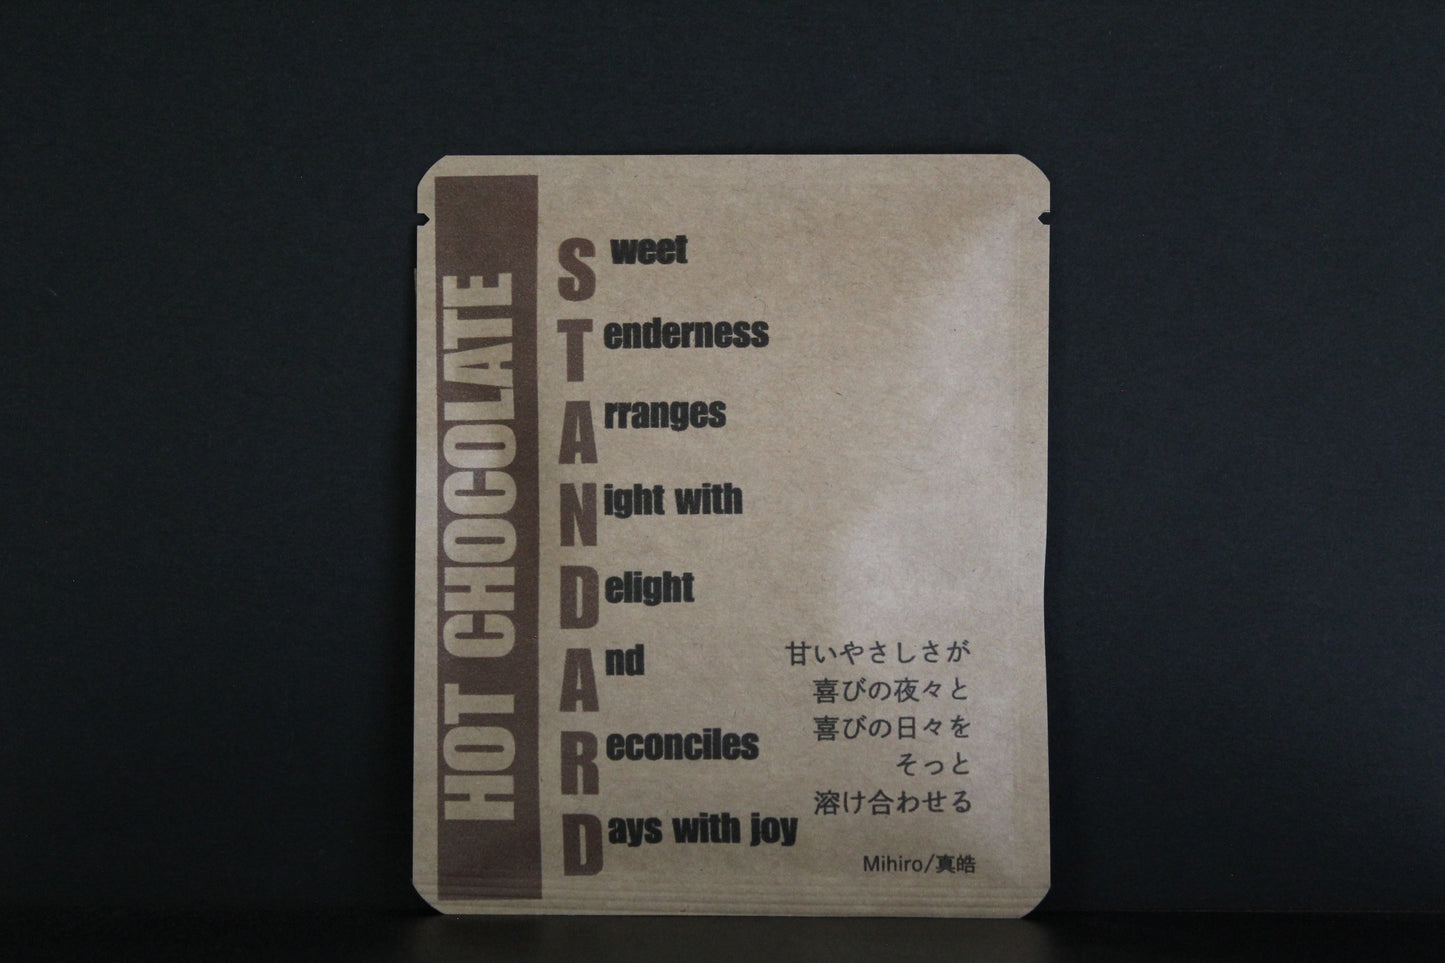 HOT CHOCOLATE
Sweet
Tenderness
Arranges
Night with
Delight
And
Reconciles
Days with joy
甘いやさしさが
喜びの夜々と
喜びの日々を
そっと
溶け合わせる
Mihiro/真皓